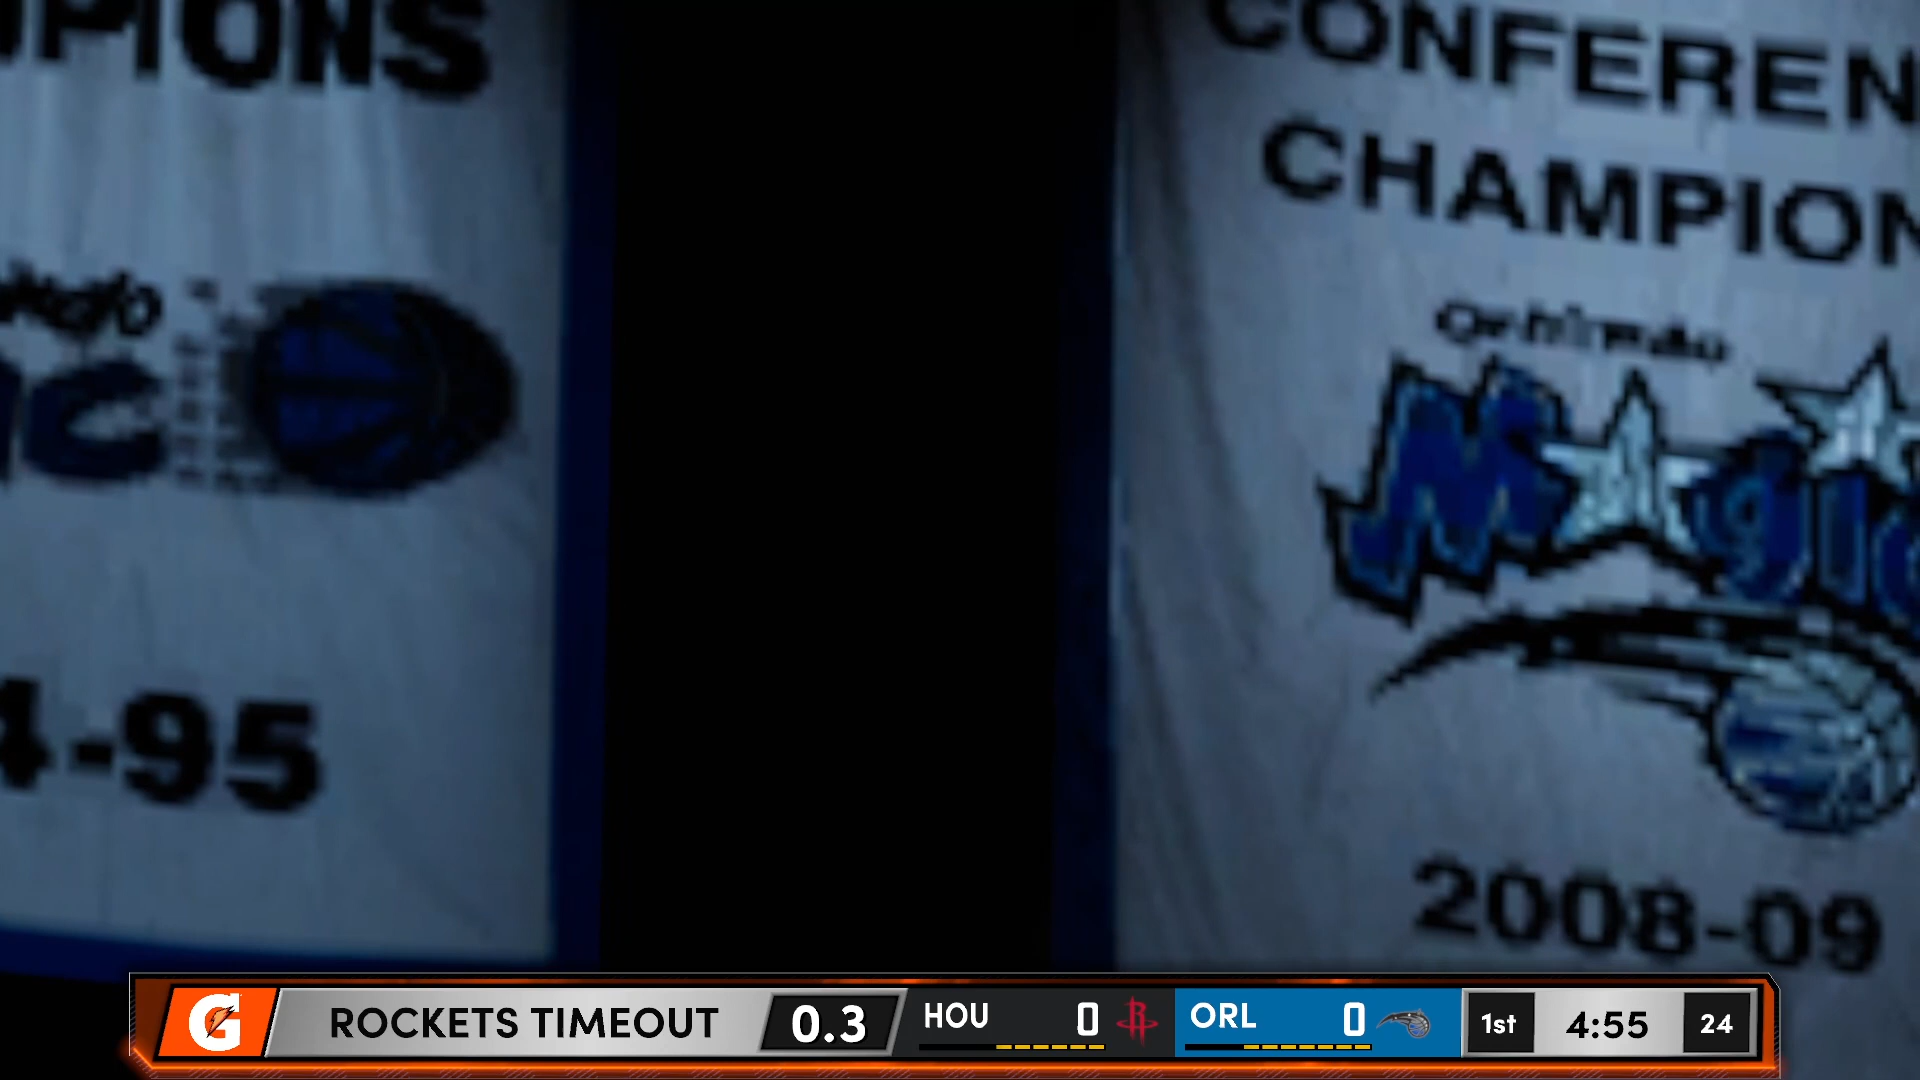 PIONS
4-95
CONFEREN
CHAMPION
Orlando
Magic
2008-09
G ROCKETS TIMEOUT 0.3 HOU 0 ORL 0 1st 4:55 24